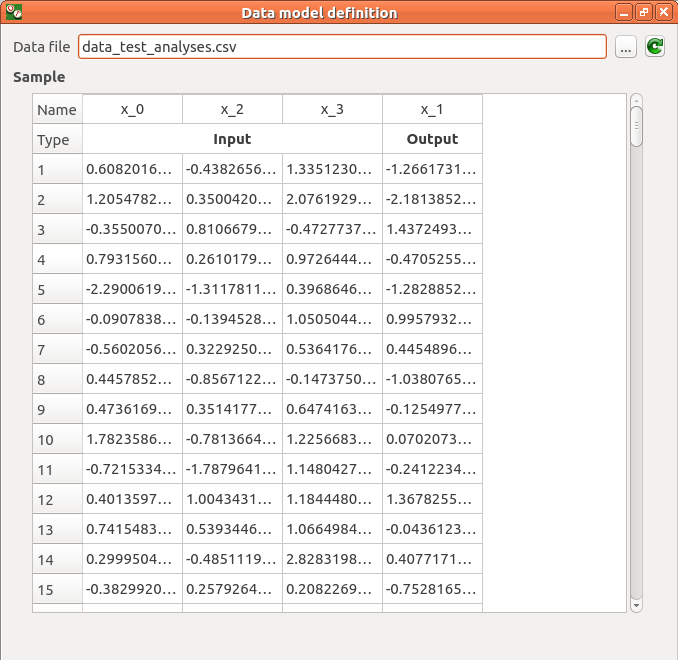 Data model definition
Data file data_test_analyses.csv ...
Sample
Name x_0 x_2 x_3 x_1
Type Input Output
1 0.6082016... -0.4382656... 1.3351230... -1.2661731...
2 1.2054782... 0.3500420... 2.0761929... -2.1813852...
3 -0.3550070... 0.8106679... -0.4727737... 1.4372493...
4 0.7931560... 0.2610179... 0.9726444... -0.4705255...
5 -2.2900619... -1.3117811... 0.3968646... -1.2828852...
6 -0.0907838... -0.1394528... 1.0505044... 0.9957932...
7 -0.5602056... 0.3229250... 0.5364176... 0.4454896...
8 0.4457852... -0.8567122... -0.1473750... -1.0380765...
9 0.4736169... 0.3514177... 0.6474163... -0.1254977...
10 1.7823586... -0.7813664... 1.2256683... 0.0702073...
11 -0.7215334... -1.7879641... 1.1480427... -0.2412234...
12 0.4013597... 1.0043431... 1.1844480... 1.3678255...
13 0.7415483... 0.5393446... 1.0664984... -0.0436123...
14 0.2999504... -0.4851119... 2.8283198... 0.4077171...
15 -0.3829920... 0.2579264... 0.2082269... -0.7528165...